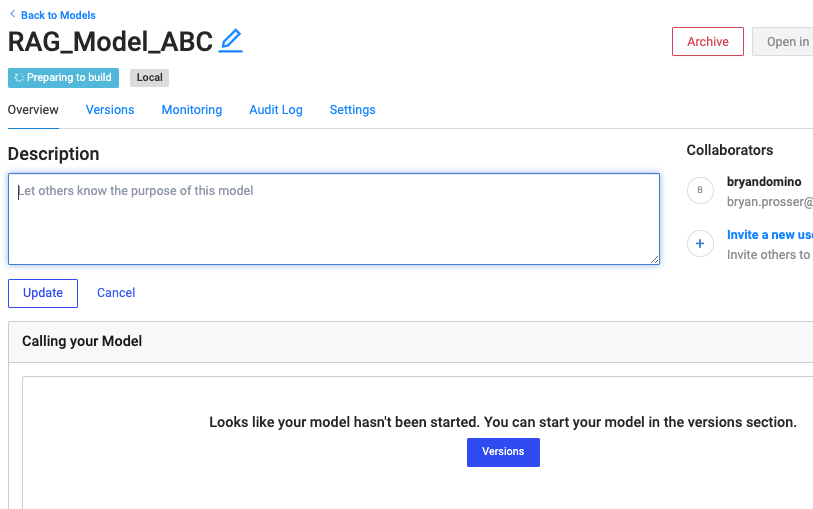 Back to Models
RAG_Model_ABC
Archive
Open in
Preparing to build
Local
Overview
Versions
Monitoring
Audit Log
Settings
Description
Let others know the purpose of this model
Update
Cancel
Collaborators
B
bryandomino
bryan.prosser@
+
Invite a new use
Invite others to
Calling your Model
Looks like your model hasn't been started. You can start your model in the versions section.
Versions